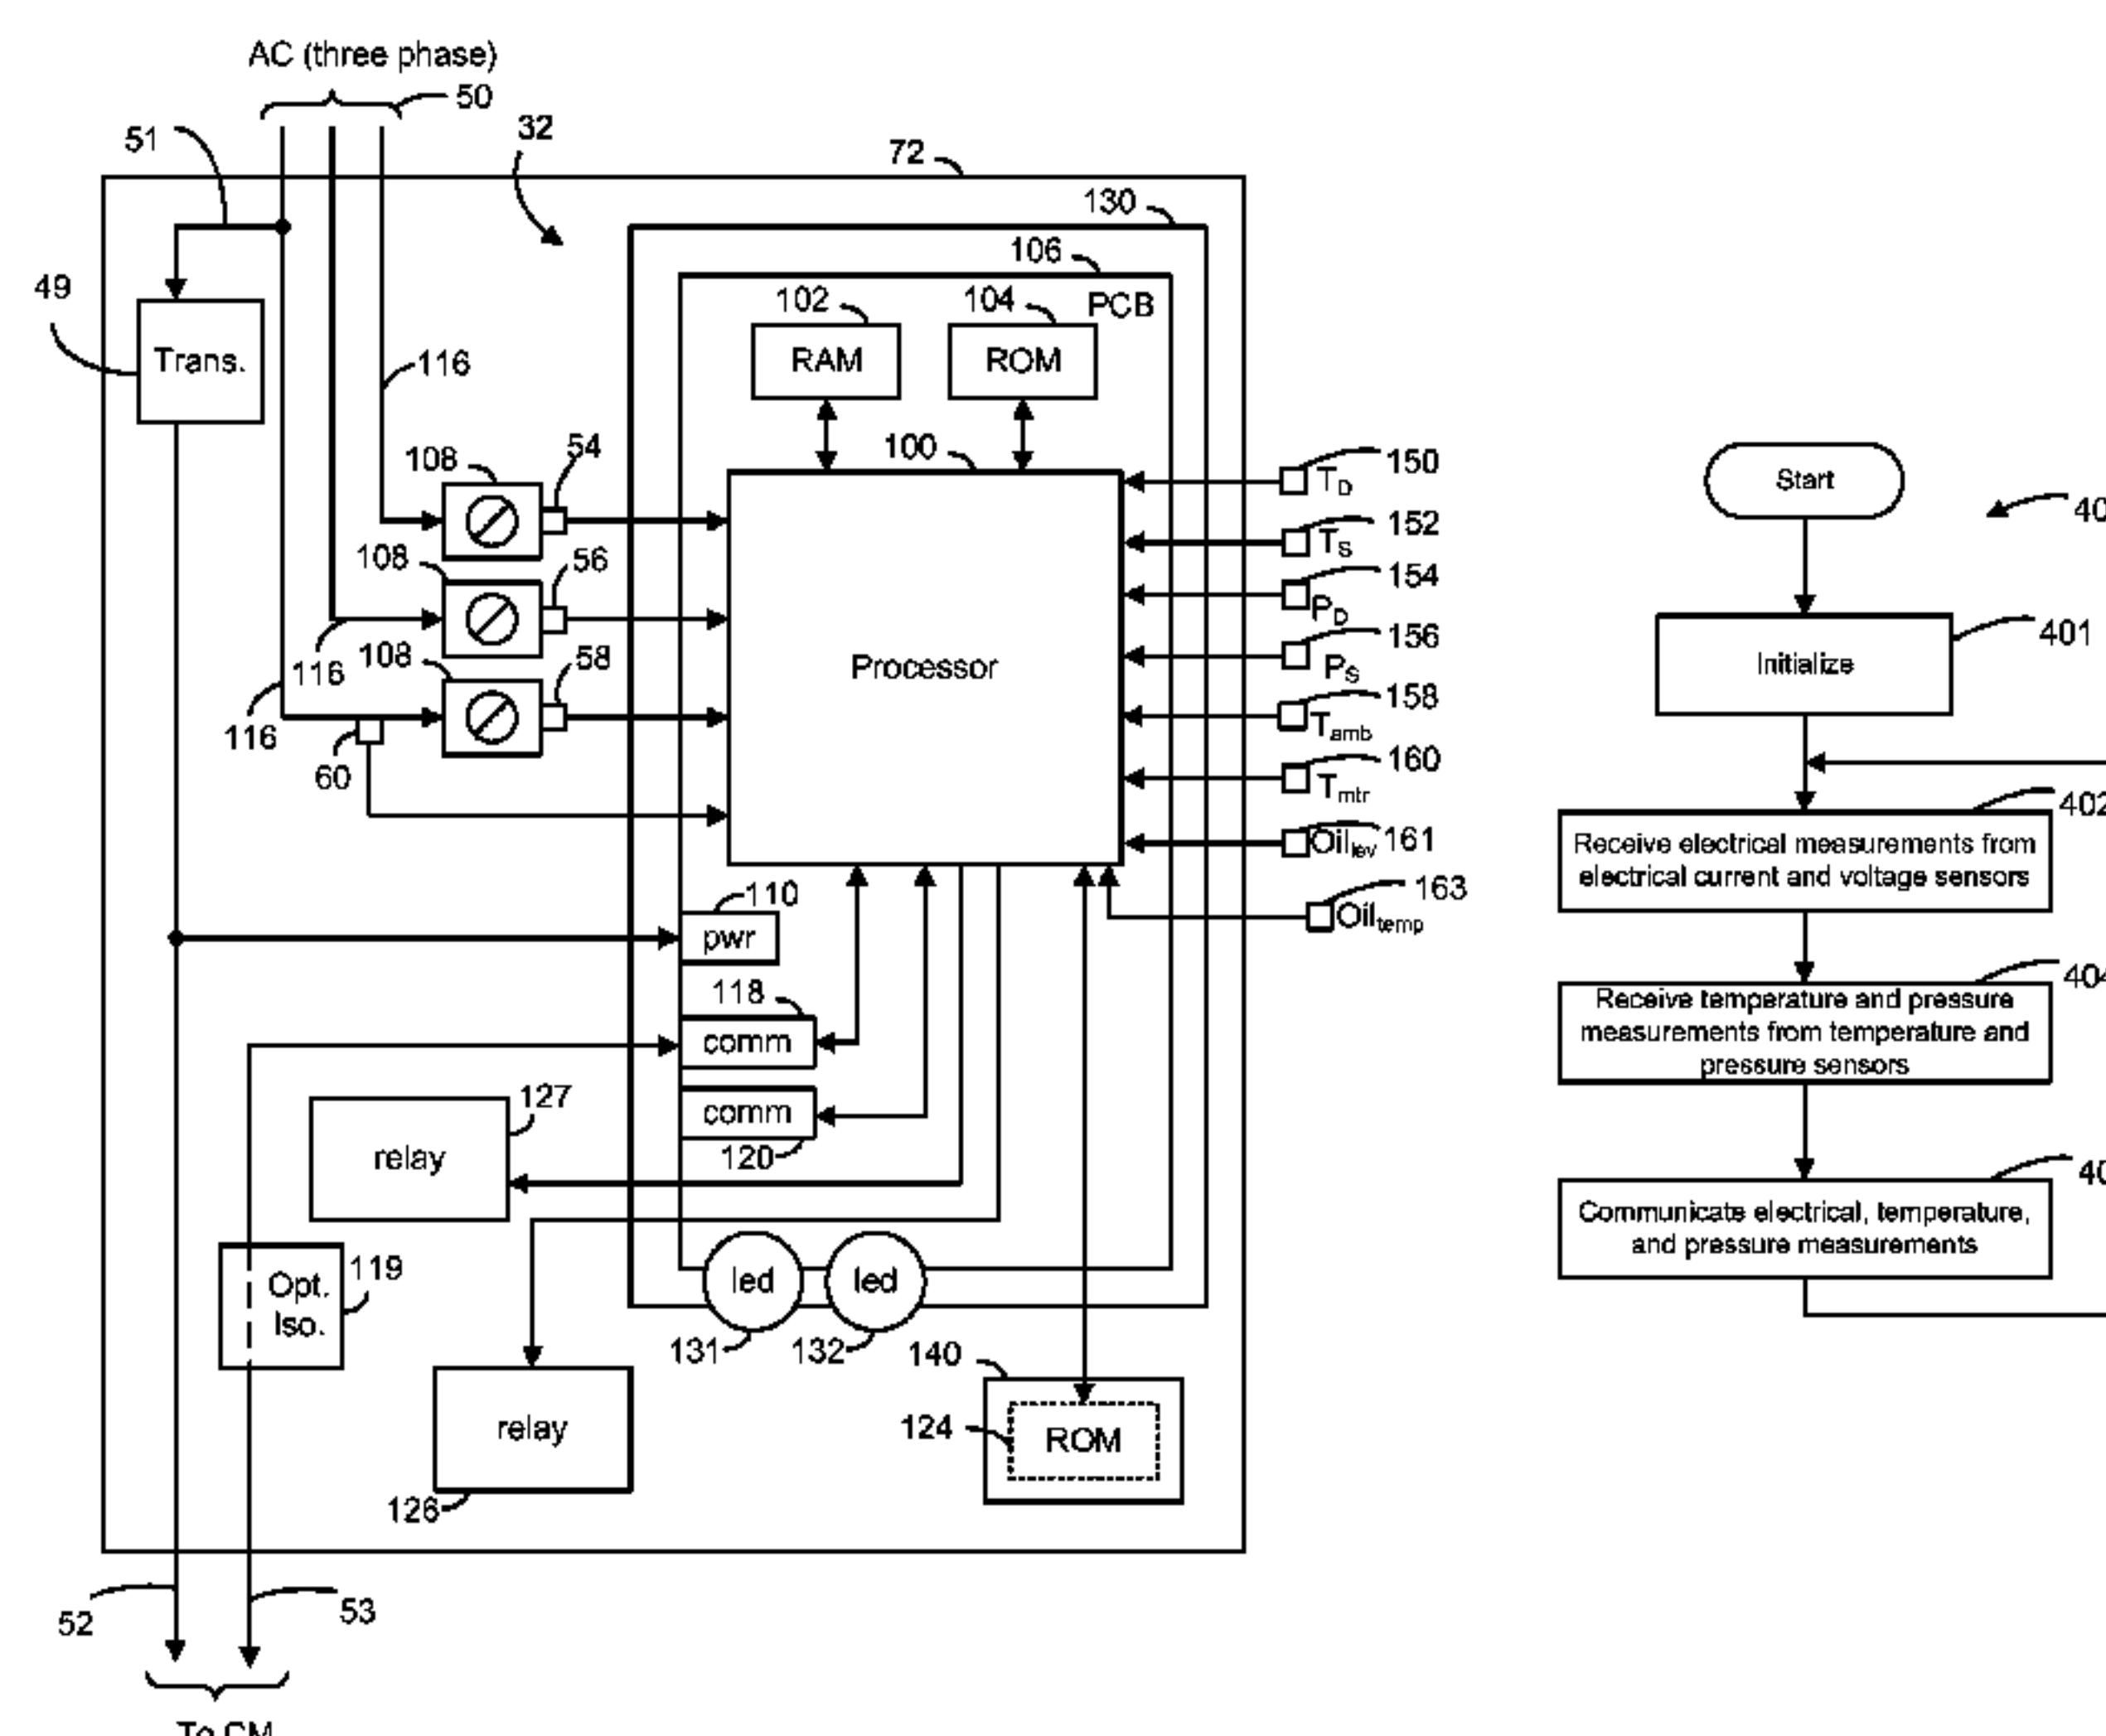 AC (three phase)
50
51
32
72
130
106
PCB
49
Trans.
102
RAM
104
ROM
116
100
Processor
108
54
108
56
116
108
58
116
60
150
T_D
152
T_S
154
P_D
156
P_S
158
T_amb
160
T_mtr
161
Oil_lev
163
Oil_temp
110
pwr
118
comm
comm
120
127
relay
119
Opt.
Iso.
led
led
131
132
140
124
ROM
relay
126
52
53
To CM
Start
401
Initialize
402
Receive electrical measurements from
electrical current and voltage sensors
404
Receive temperature and pressure
measurements from temperature and
pressure sensors
Communicate electrical, temperature,
and pressure measurements